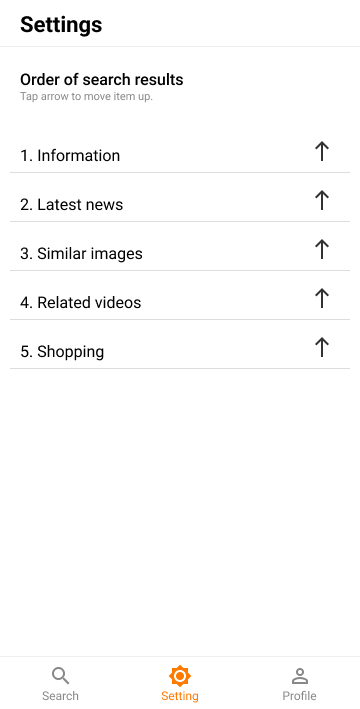 Settings
Order of search results
Tap arrow to move item up.
1. Information
2. Latest news
3. Similar images
4. Related videos
5. Shopping
Search
Setting
Profile